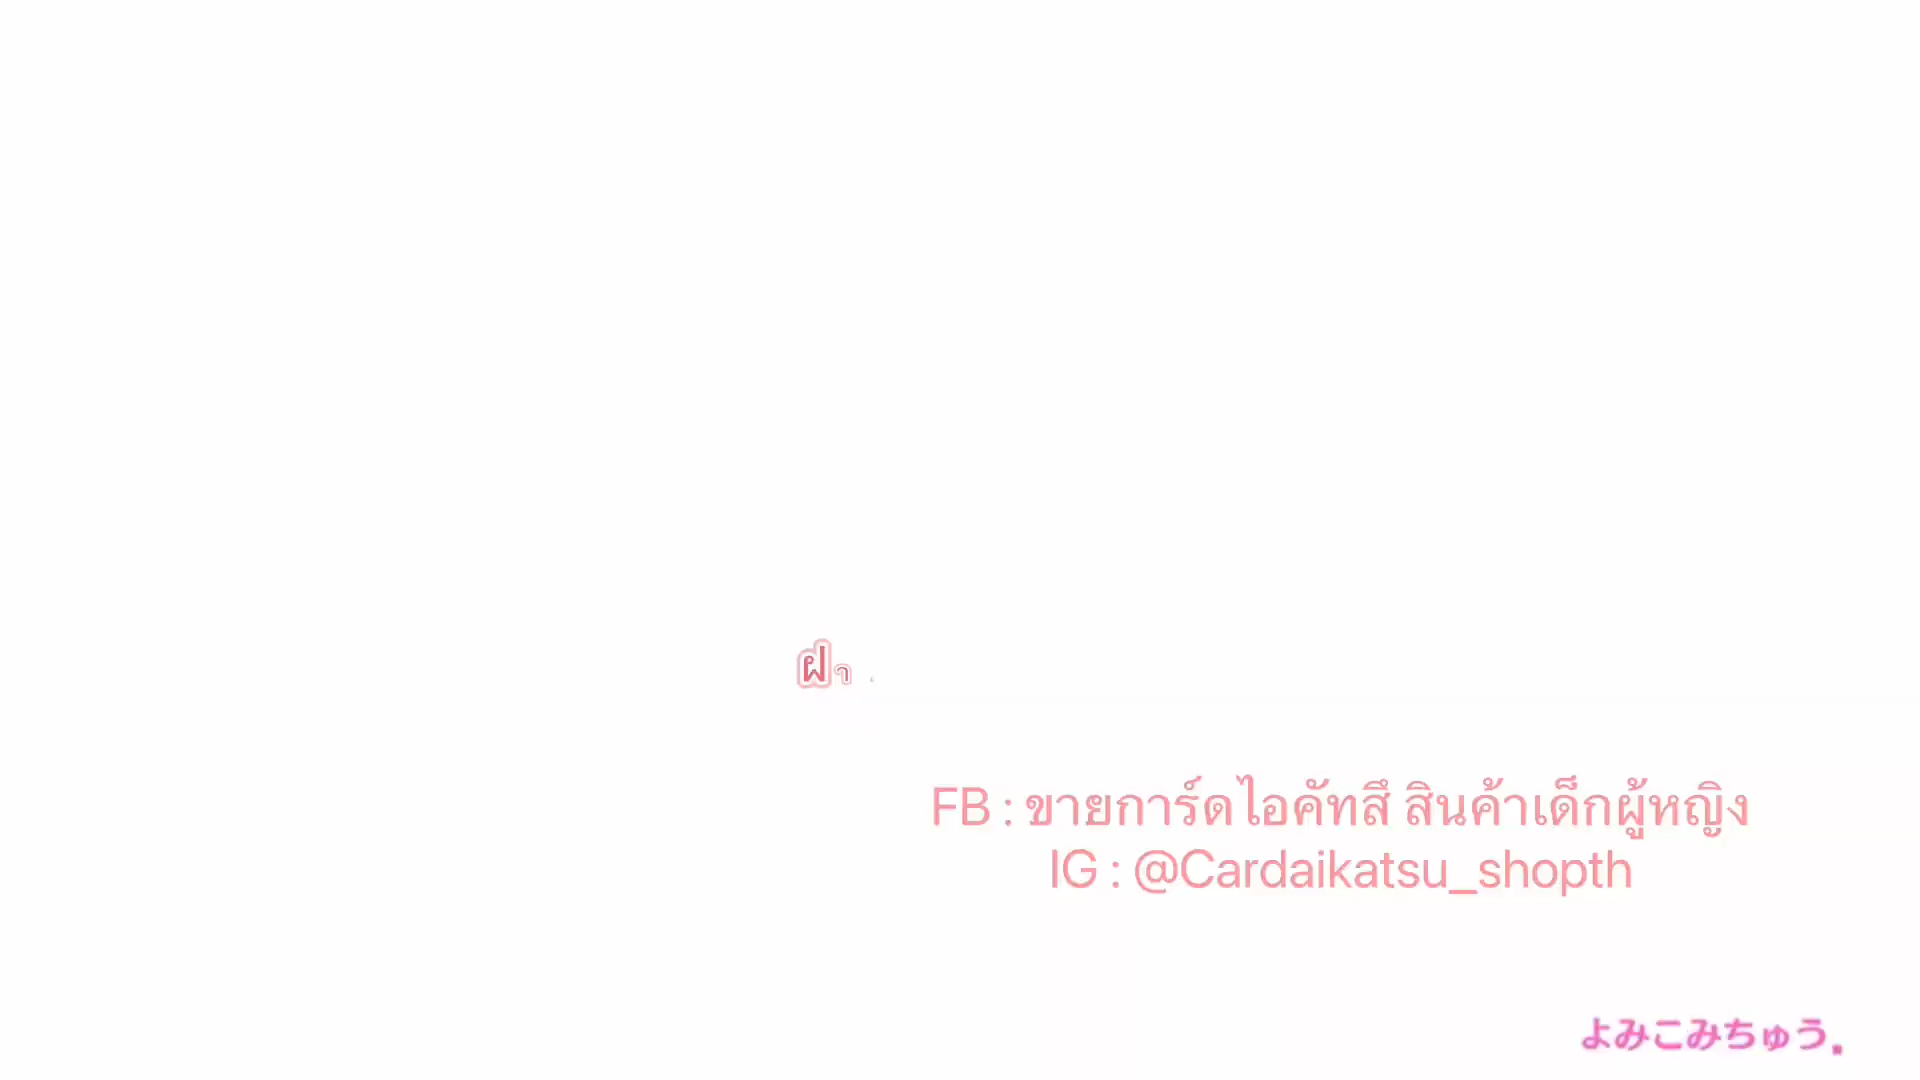 ฝา
FB : ขายการ์ดไอคัทสึ สินค้าเด็กผู้หญิง
IG : @Cardaikatsu_shopth
よみこみちゅう.